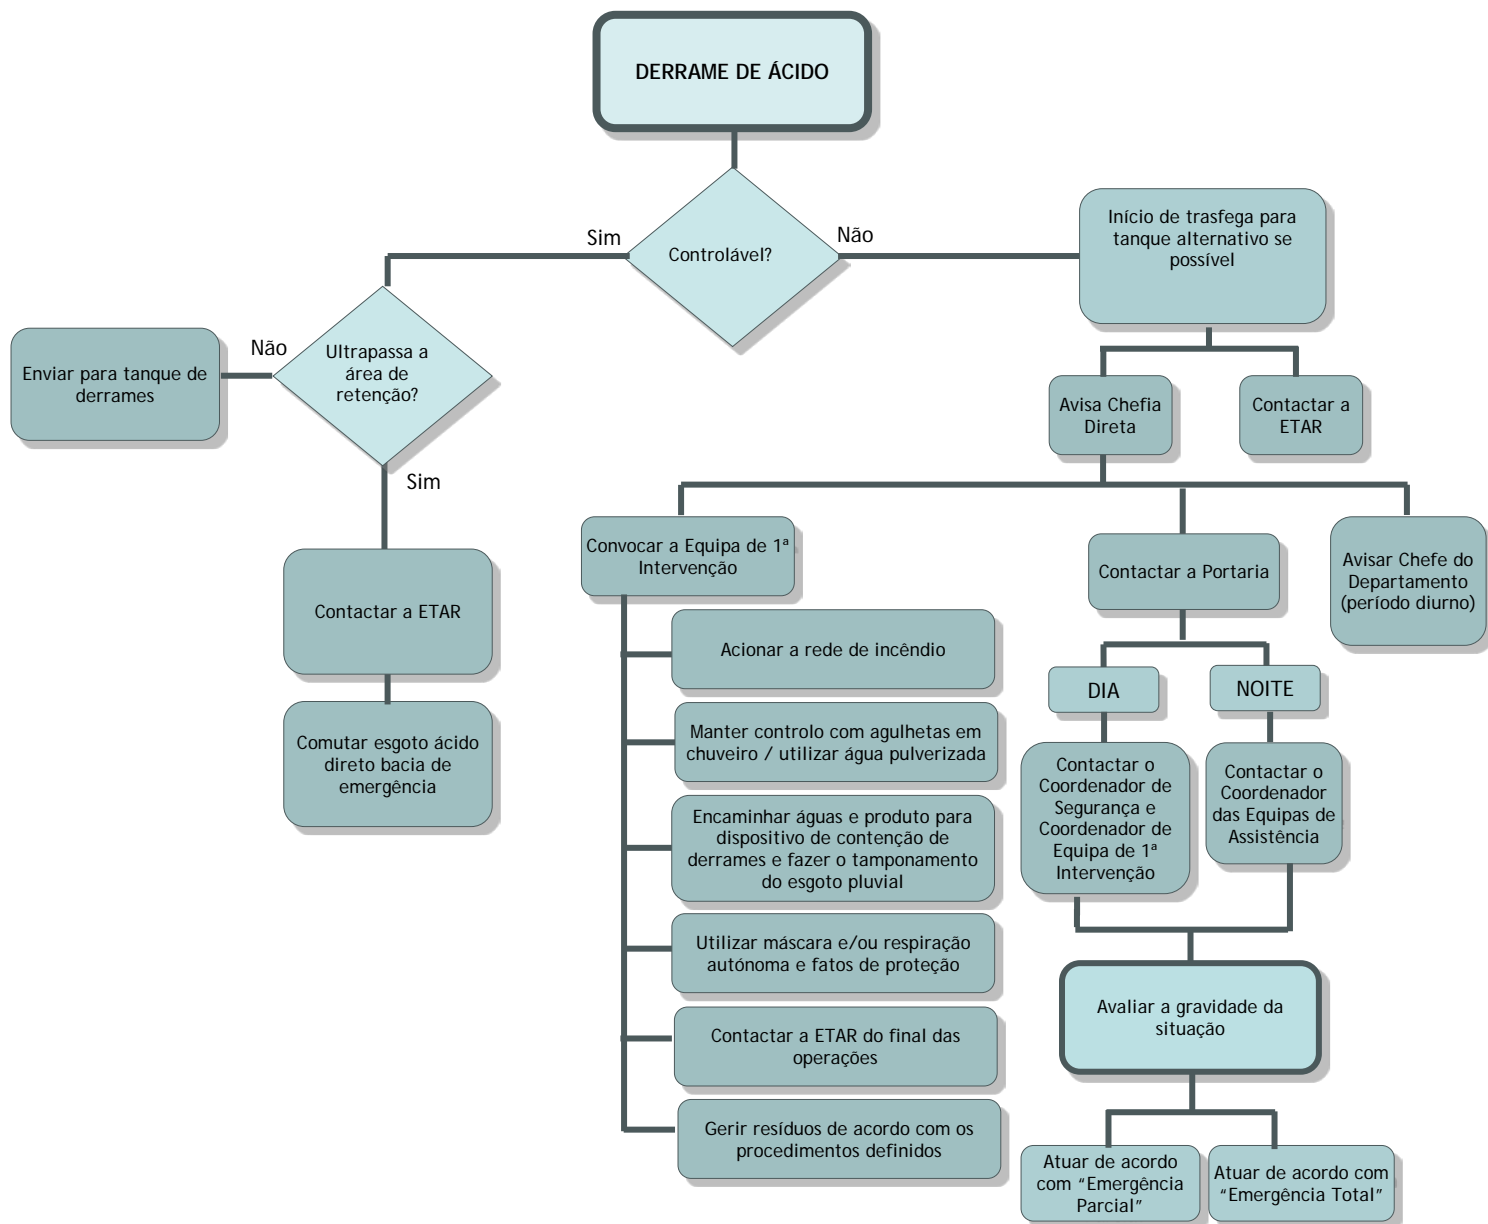 DERRAME DE ÁCIDO
Controlável?
Sim
Não
Início de trasfega para
tanque alternativo se
possível
Ultrapassa a
área de
retenção?
Não
Enviar para tanque de
derrames
Sim
Contactar a ETAR
Comutar esgoto ácido
direto bacia de
emergência
Avisa Chefia
Direta
Contactar a
ETAR
Convocar a Equipa de 1ª
Intervenção
Contactar a Portaria
Avisar Chefe do
Departamento
(período diurno)
Acionar a rede de incêndio
Manter controlo com agulhetas em
chuveiro / utilizar água pulverizada
Encaminhar águas e produto para
dispositivo de contenção de
derrames e fazer o tamponamento
do esgoto pluvial
Utilizar máscara e/ou respiração
autónoma e fatos de proteção
Contactar a ETAR do final das
operações
Gerir resíduos de acordo com os
procedimentos definidos
DIA
NOITE
Contactar o
Coordenador de
Segurança e
Coordenador de
Equipa de 1ª
Intervenção
Contactar o
Coordenador
das Equipas de
Assistência
Avaliar a gravidade da
situação
Atuar de acordo
com “Emergência
Parcial”
Atuar de acordo com
“Emergência Total”